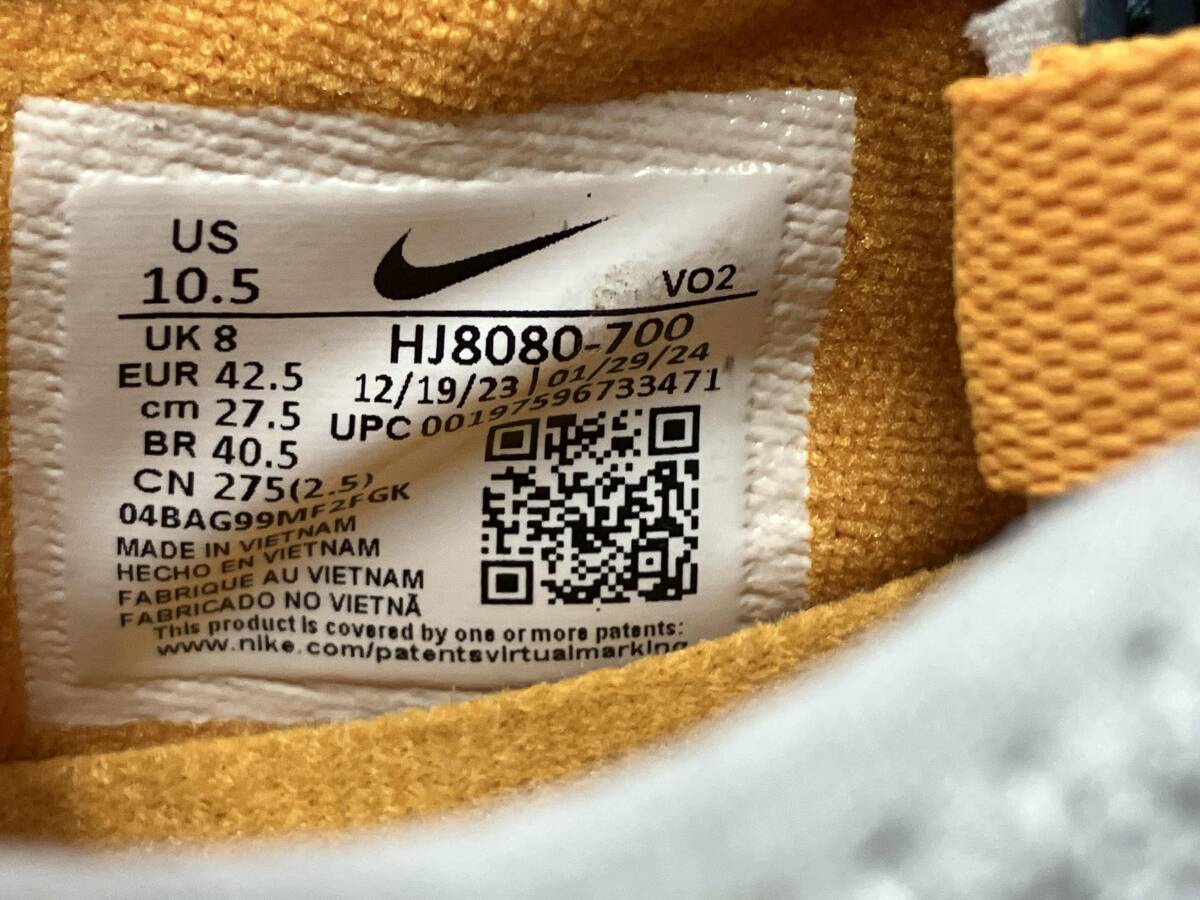 US
10.5
VO2
UK 8
EUR 42.5
cm 27.5
BR 40.5
CN 275(2.5)
HJ8080-700
12/19/23 / 01/29/24
UPC 00197596733471
04BAG99MF2FGK
MADE IN VIETNAM
HECHO EN VIETNAM
FABRIQUE AU VIETNAM
FABRICADO NO VIETNÃ
This product is covered by one or more patents:
www.nike.com/patentsvirtualmarking